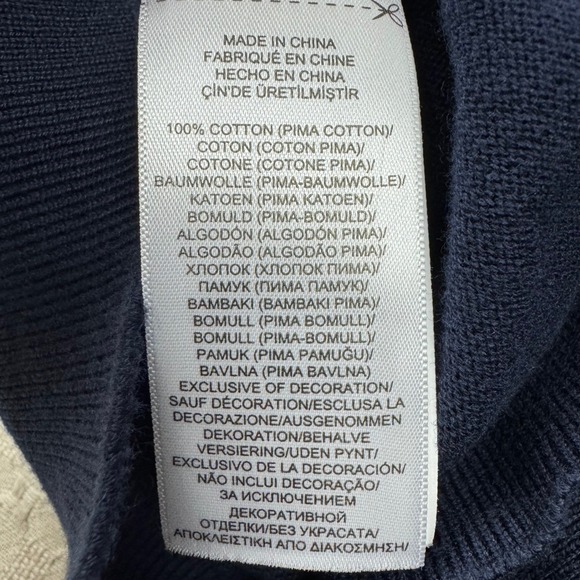 MADE IN CHINA
FABRIQUÉ EN CHINE
HECHO EN CHINA
ÇİN'DE ÜRETİLMİŞTİR
100% COTTON (PIMA COTTON)/
COTON (COTON PIMA)/
COTONE (COTONE PIMA)/
BAUMWOLLE (PIMA-BAUMWOLLE)/
KATOEN (PIMA KATOEN)/
BOMULD (PIMA-BOMULD)/
ALGODÓN (ALGODÓN PIMA)/
ALGODÃO (ALGODÃO PIMA)/
ХЛОПОК (ХЛОПОК ПИМА)/
ПАМУК (ПИМА ПАМУК)/
BAMBAKI (BAMBAKI PIMA)/
BOMULL (PIMA BOMULL)/
BOMULL (PIMA-BOMULL)/
PAMUK (PIMA PAMUĞU)/
BAVLNA (PIMA BAVLNA)
EXCLUSIVE OF DECORATION/
SAUF DÉCORATION/ESCLUSA LA
DECORAZIONE/AUSGENOMMEN
DEKORATION/BEHALVE
VERSIERING/UDEN PYNT/
EXCLUSIVO DE LA DECORACIÓN/
NÃO INCLUI DECORAÇÃO/
ЗА ИСКЛЮЧЕНИЕМ
ДЕКОРАТИВНОЙ
ОТДЕЛКИ/БЕЗ УКРАСАТА/
ΑΠΟΚΛΕΙΣΤΙΚΗ ΑΠΟ ΔΙΑΚΟΣΜΗΣΗ/